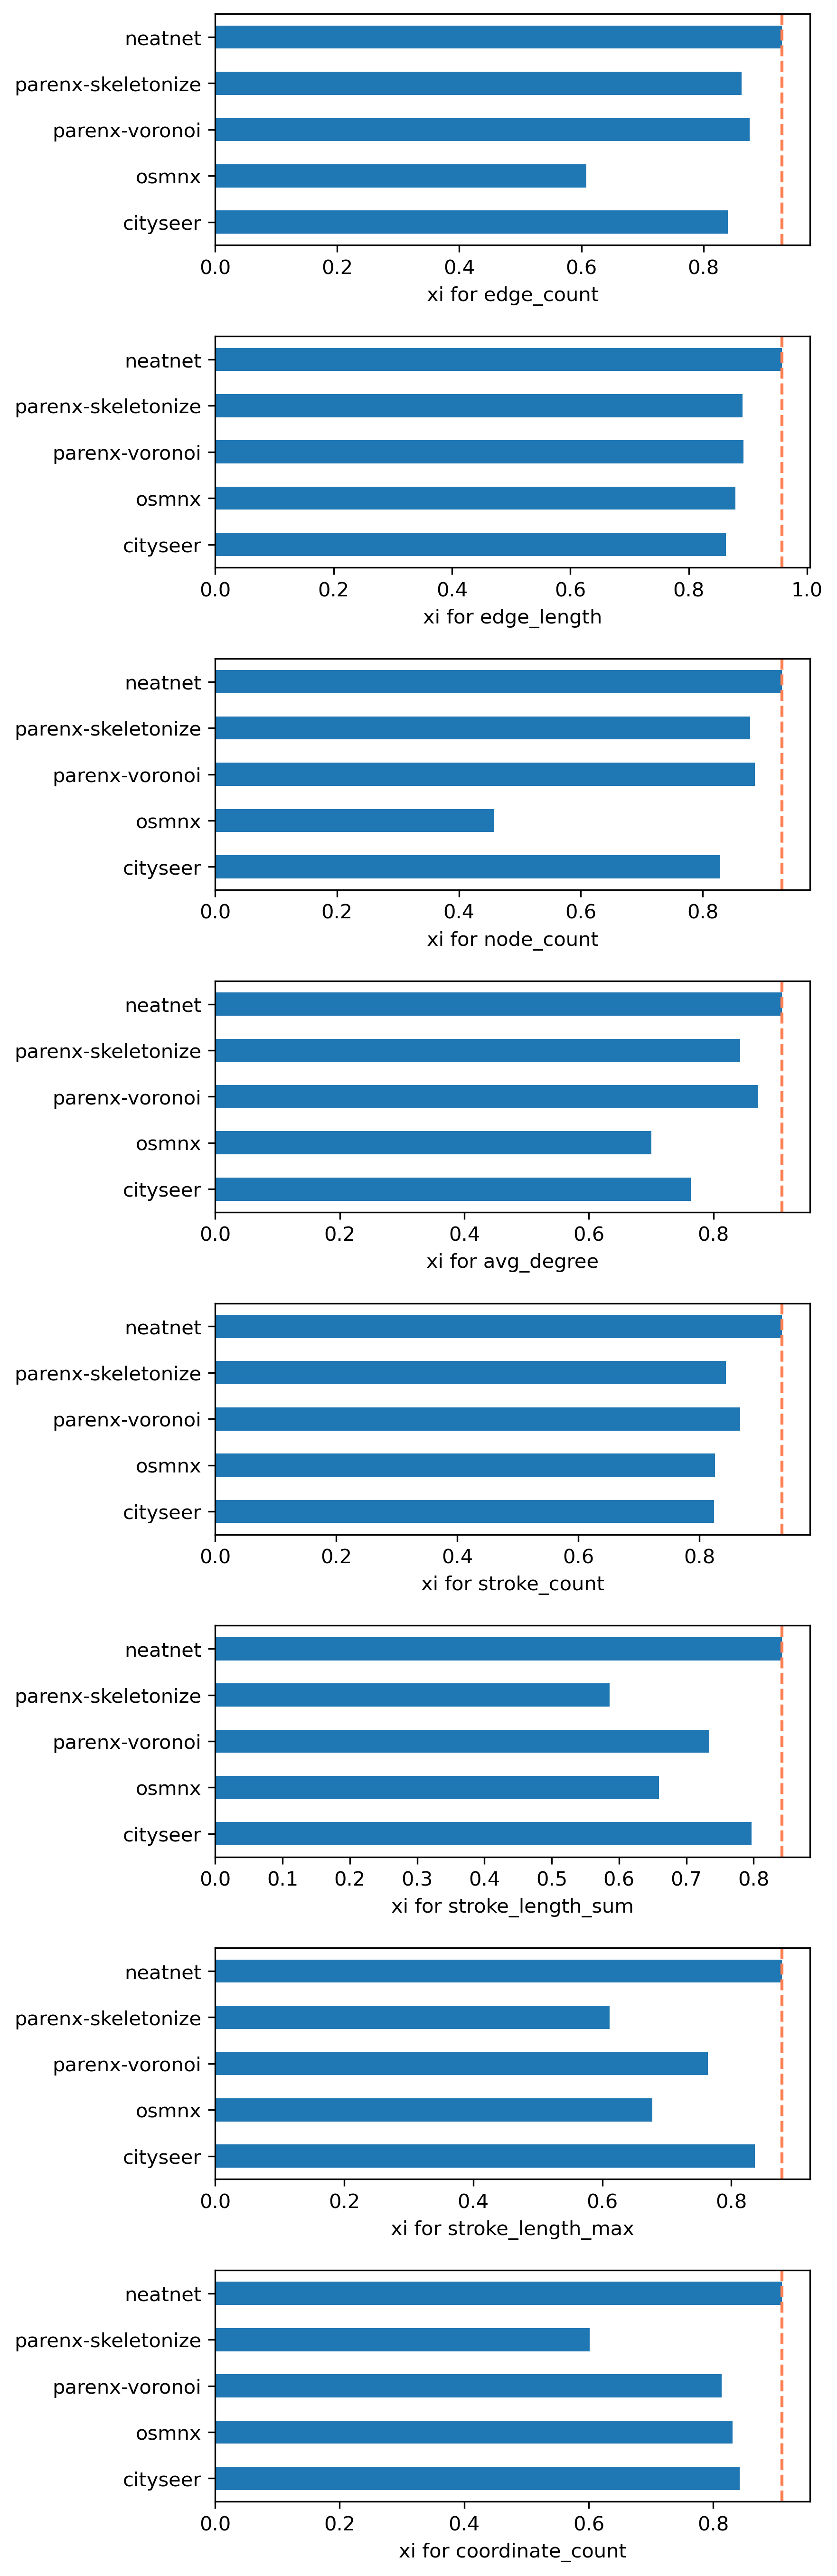 neatnet
parenx-skeletonize
parenx-voronoi
osmnx
cityseer
0.0 0.2 0.4 0.6 0.8
xi for edge_count
neatnet
parenx-skeletonize
parenx-voronoi
osmnx
cityseer
0.0 0.2 0.4 0.6 0.8 1.0
xi for edge_length
neatnet
parenx-skeletonize
parenx-voronoi
osmnx
cityseer
0.0 0.2 0.4 0.6 0.8
xi for node_count
neatnet
parenx-skeletonize
parenx-voronoi
osmnx
cityseer
0.0 0.2 0.4 0.6 0.8
xi for avg_degree
neatnet
parenx-skeletonize
parenx-voronoi
osmnx
cityseer
0.0 0.2 0.4 0.6 0.8
xi for stroke_count
neatnet
parenx-skeletonize
parenx-voronoi
osmnx
cityseer
0.0 0.1 0.2 0.3 0.4 0.5 0.6 0.7 0.8
xi for stroke_length_sum
neatnet
parenx-skeletonize
parenx-voronoi
osmnx
cityseer
0.0 0.2 0.4 0.6 0.8
xi for stroke_length_max
neatnet
parenx-skeletonize
parenx-voronoi
osmnx
cityseer
0.0 0.2 0.4 0.6 0.8
xi for coordinate_count